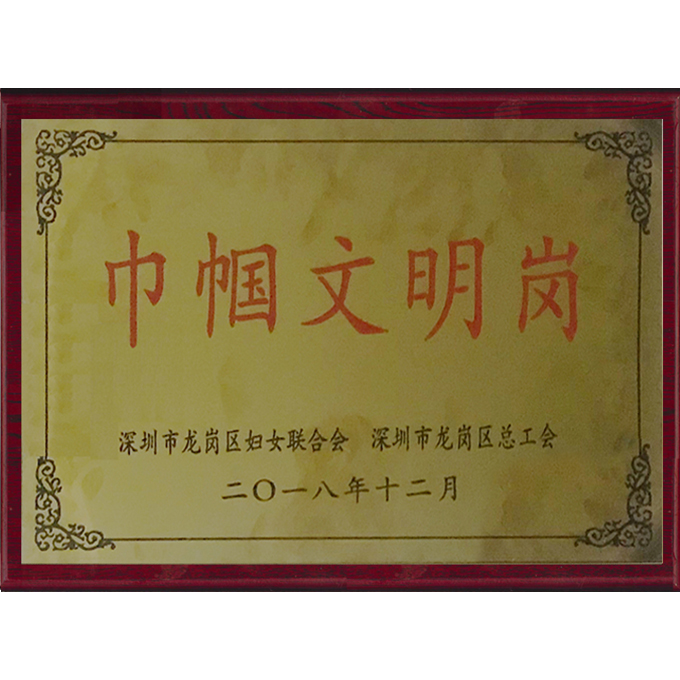 巾帼文明岗
深圳市龙岗区妇女联合会 深圳市龙岗区总工会
二〇一八年十二月